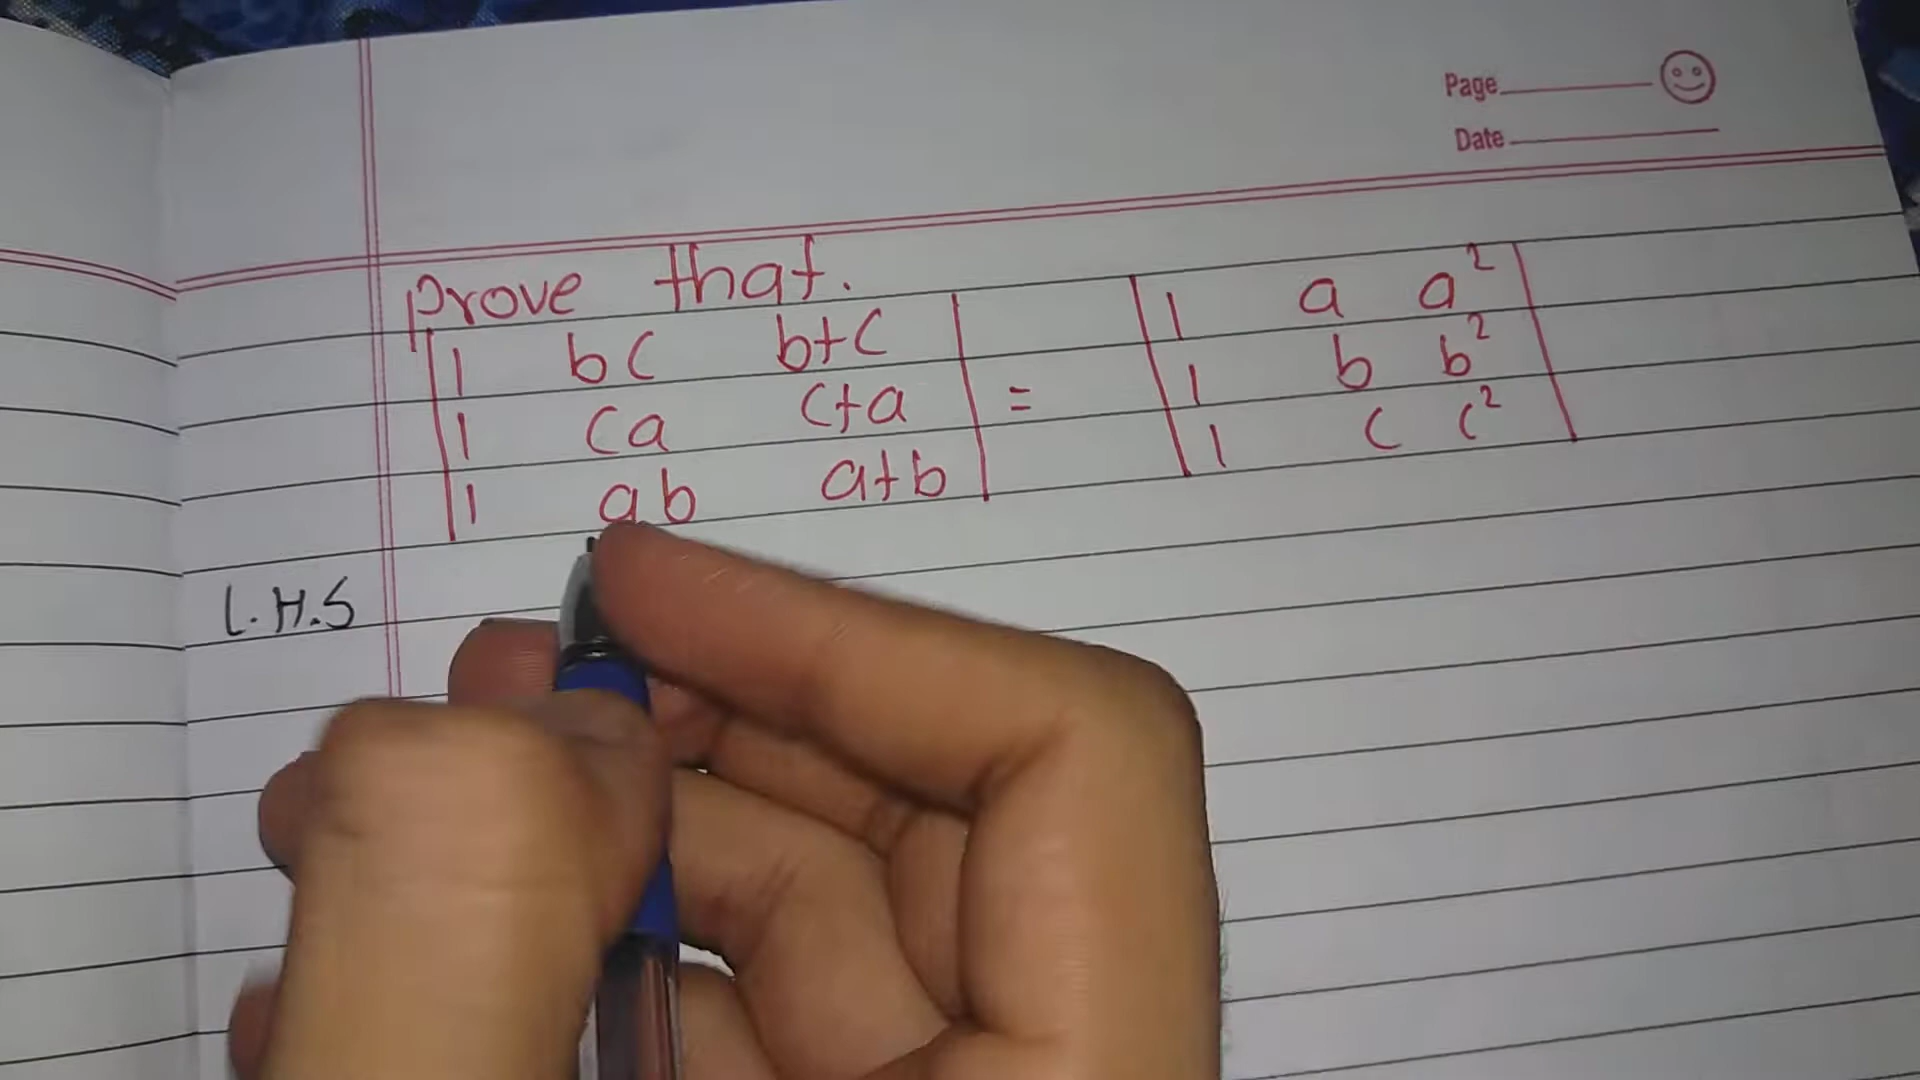 Page
Date
prove that.
| 1 bc b+c | | 1 a a² |
| 1 ca c+a | = | 1 b b² |
| 1 ab a+b | | 1 c c² |
L.H.S